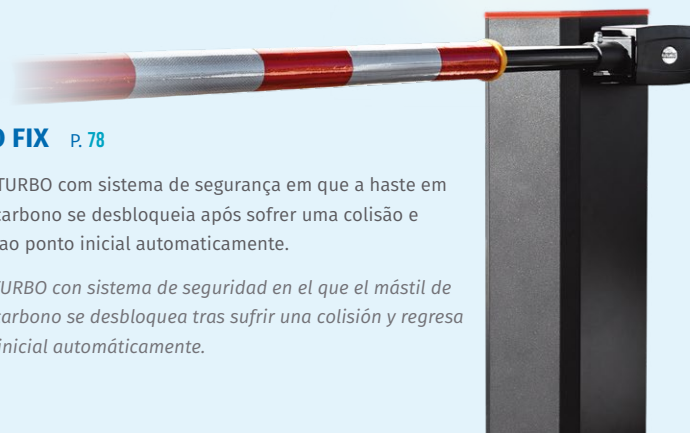 O FIX P. 78
TURBO com sistema de segurança em que a haste em
carbono se desbloqueia após sofrer uma colisão e
ao ponto inicial automaticamente.
TURBO con sistema de seguridad en el que el mástil de
carbono se desbloquea tras sufrir una colisión y regresa
inicial automáticamente.